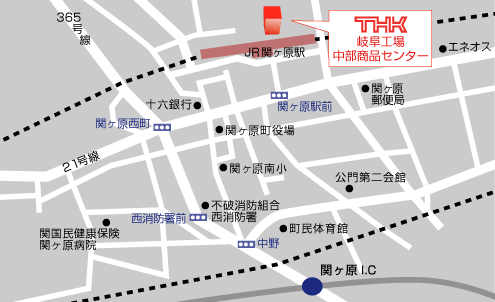 365
号
線
THK
岐阜工場
中部商品センター
エネオス
JR関ヶ原駅
関ヶ原
郵便局
十六銀行
関ヶ原駅前
関ヶ原西町
関ヶ原町役場
21号線
関ヶ原南小
公門第二会館
不破消防組合
西消防署
西消防署前
関国民健康保険
関ヶ原病院
町民体育館
中野
関ヶ原 I.C